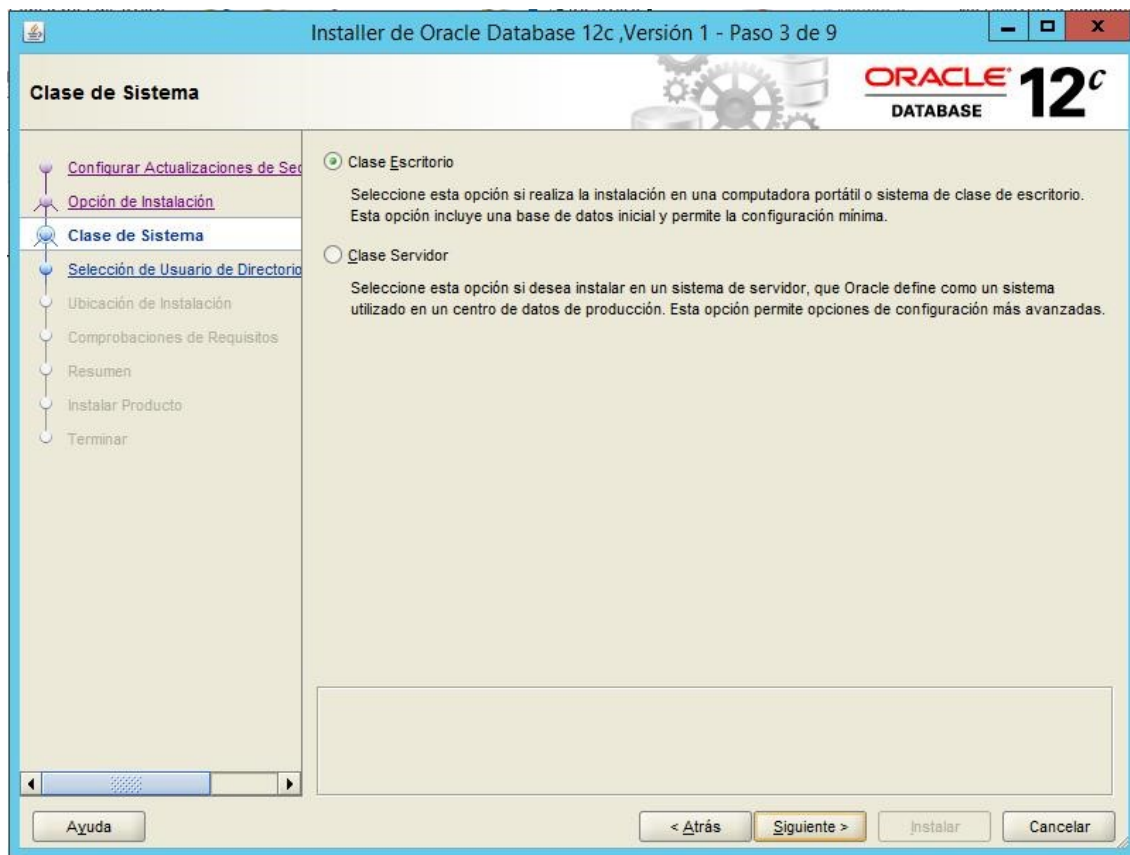 Installer de Oracle Database 12c ,Versión 1 - Paso 3 de 9
Clase de Sistema
ORACLE
DATABASE
12c
Configurar Actualizaciones de Sec
Opción de Instalación
Clase de Sistema
Selección de Usuario de Directorio
Ubicación de Instalación
Comprobaciones de Requisitos
Resumen
Instalar Producto
Terminar
Clase Escritorio
Seleccione esta opción si realiza la instalación en una computadora portátil o sistema de clase de escritorio.
Esta opción incluye una base de datos inicial y permite la configuración mínima.
Clase Servidor
Seleccione esta opción si desea instalar en un sistema de servidor, que Oracle define como un sistema
utilizado en un centro de datos de producción. Esta opción permite opciones de configuración más avanzadas.
Ayuda
< Atrás
Siguiente >
Instalar
Cancelar